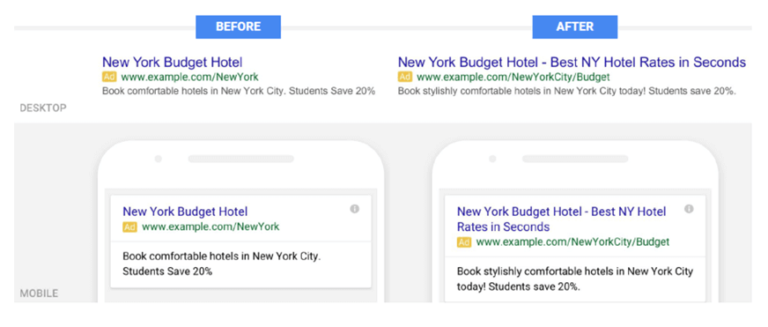 BEFORE
AFTER
New York Budget Hotel
Ad www.example.com/NewYork
Book comfortable hotels in New York City. Students Save 20%
New York Budget Hotel - Best NY Hotel Rates in Seconds
Ad www.example.com/NewYorkCity/Budget
Book stylishly comfortable hotels in New York City today! Students save 20%.
DESKTOP
New York Budget Hotel
Ad www.example.com/NewYork
Book comfortable hotels in New York City.
Students Save 20%
New York Budget Hotel - Best NY Hotel
Rates in Seconds
Ad www.example.com/NewYorkCity/Budget
Book stylishly comfortable hotels in New York City
today! Students save 20%.
MOBILE